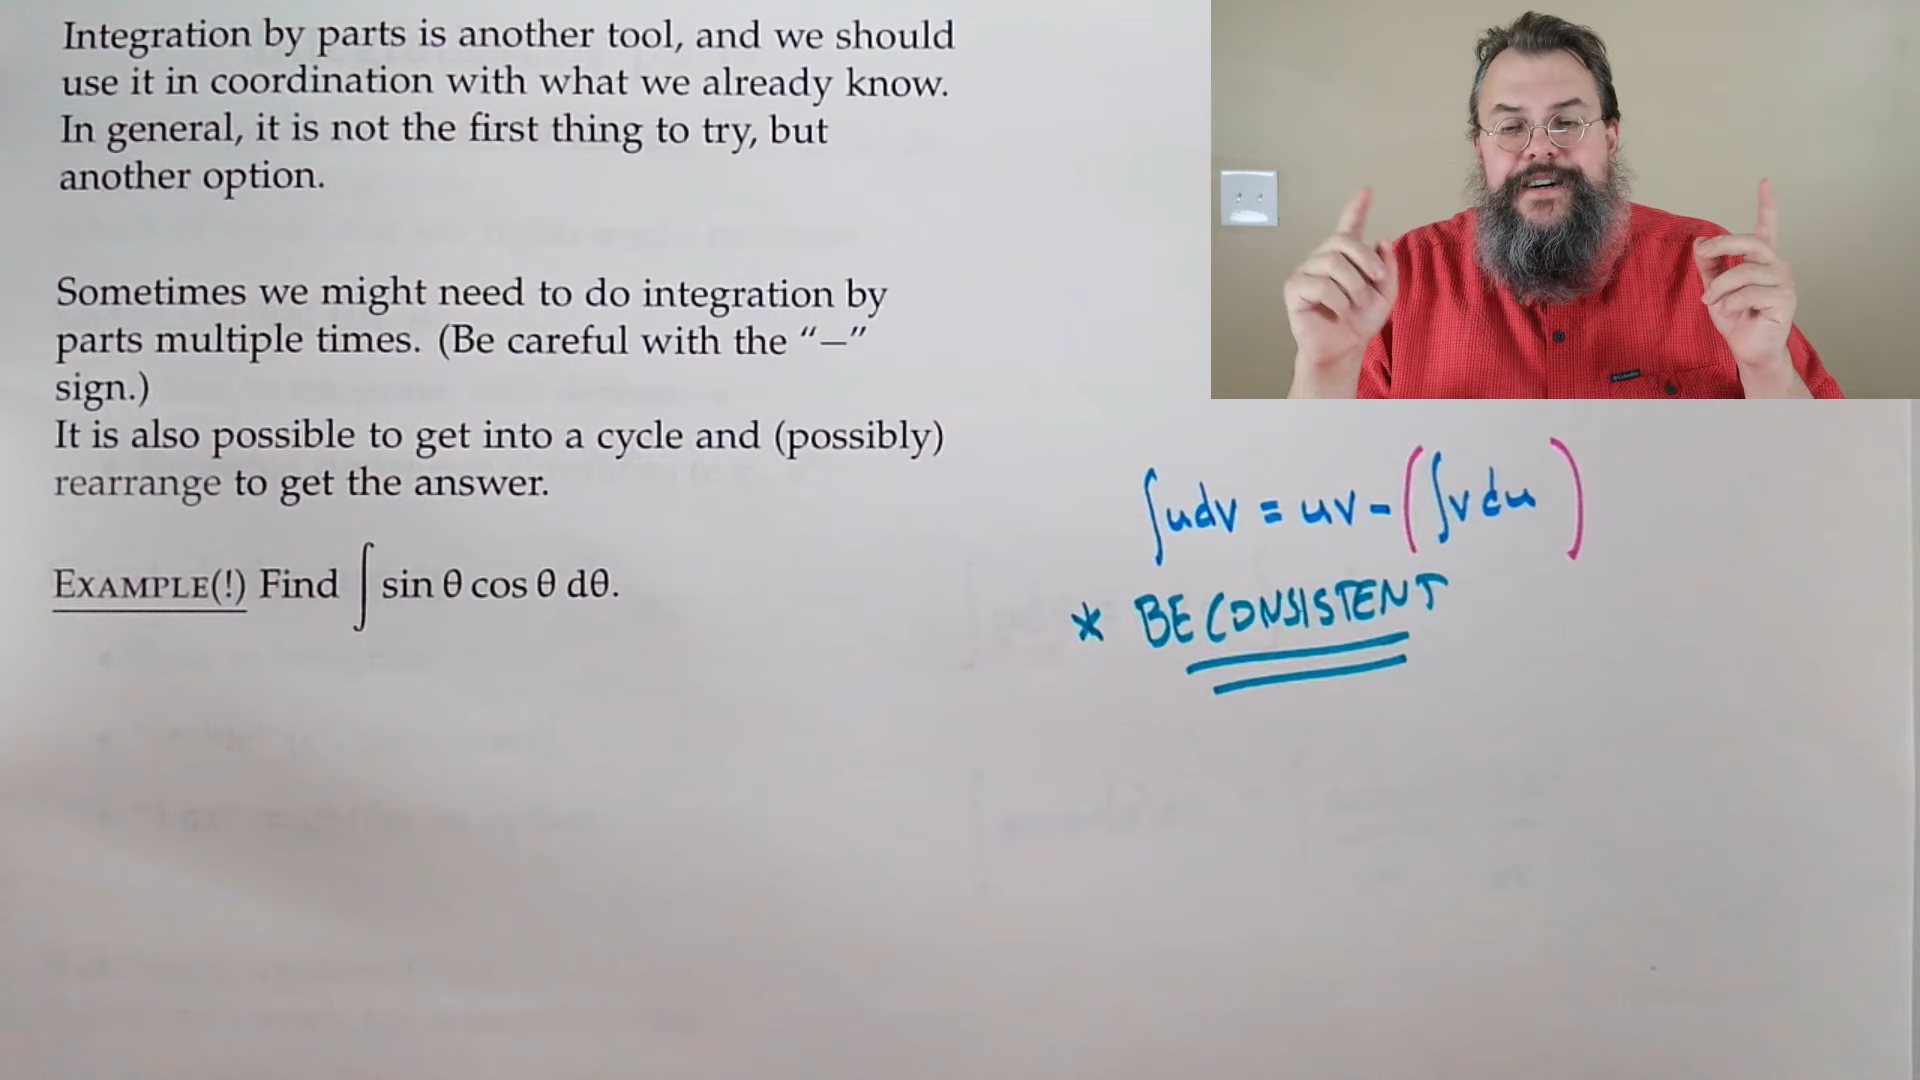 Integration by parts is another tool, and we should
use it in coordination with what we already know.
In general, it is not the first thing to try, but
another option.
Sometimes we might need to do integration by
parts multiple times. (Be careful with the “−”
sign.)
It is also possible to get into a cycle and (possibly)
rearrange to get the answer.
EXAMPLE(!) Find ∫ sin θ cos θ dθ.
∫udv = uv - (∫v du)
* BE CONSISTENT